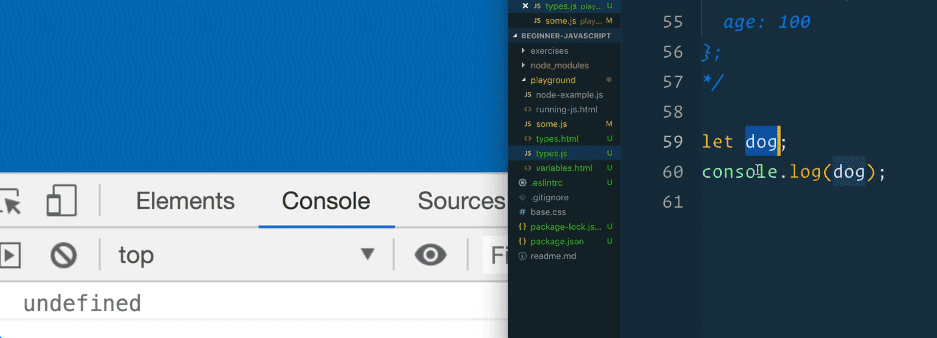 Elements Console Sources
top Fi
undefined
JS types.js play... U
JS some.js play... M
BEGINNER-JAVASCRIPT
exercises
node_modules
playground
JS node-example.js
<> running-js.html
JS some.js M
<> types.html U
JS types.js U
<> variables.html U
.eslintrc U
.gitignore
# base.css
{} package-lock.js... U
{} package.json U
readme.md
55 age: 100
56 };
57 */
58
59 let dog;
60 console.log(dog);
61